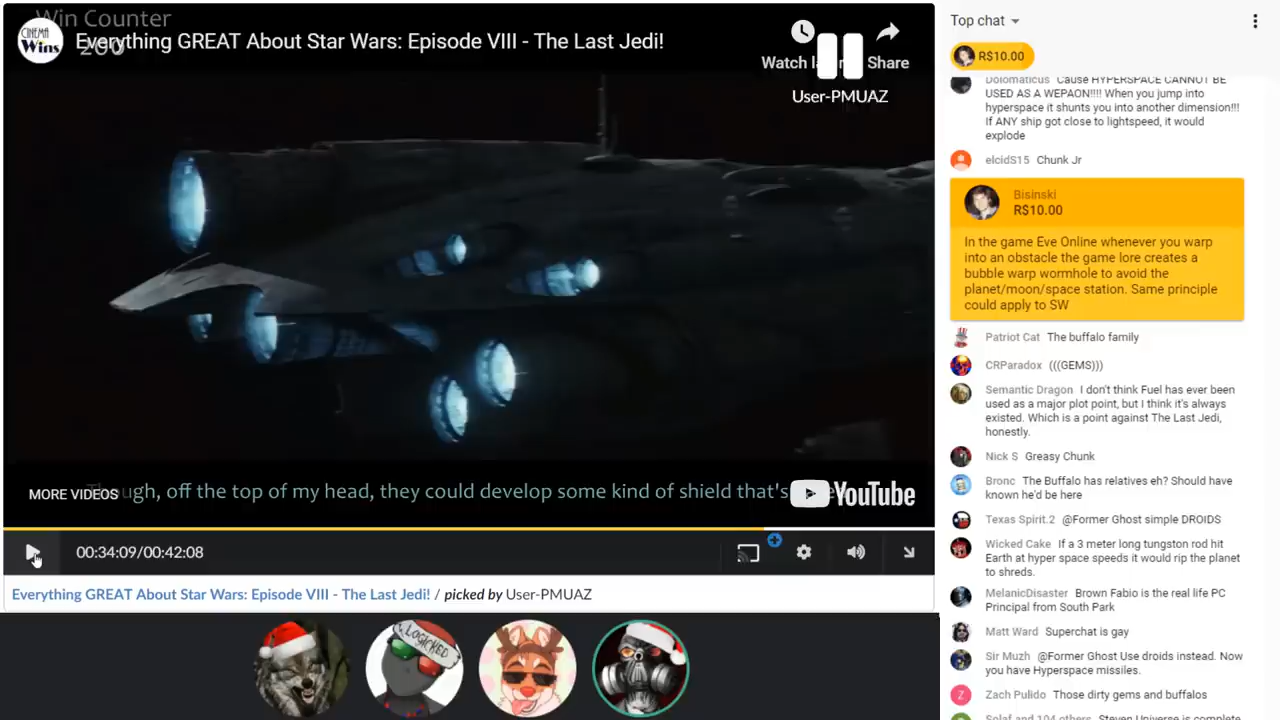 Win Counter
200
CINEMA
Wins
Everything GREAT About Star Wars: Episode VIII - The Last Jedi!
Watch
Share
User-PMUAZ
MORE VIDEOS
off the top of my head, they could develop some kind of shield that's
YouTube
00:34:09/00:42:08
Everything GREAT About Star Wars: Episode VIII - The Last Jedi! / picked by User-PMUAZ
LOGICKED
Top chat
R$10.00
Dolomaticus Cause HYPERSPACE CANNOT BE
USED AS A WEPAON!!!! When you jump into
hyperspace it shunts you into another dimension!!!
If ANY ship got close to lightspeed, it would
explode
elcidS15 Chunk Jr
Bisinski
R$10.00
In the game Eve Online whenever you warp
into an obstacle the game lore creates a
bubble warp wormhole to avoid the
planet/moon/space station. Same principle
could apply to SW
Patriot Cat The buffalo family
CRParadox (((GEMS)))
Semantic Dragon I don't think Fuel has ever been
used as a major plot point, but I think it's always
existed. Which is a point against The Last Jedi,
honestly.
Nick S Greasy Chunk
Bronc The Buffalo has relatives eh? Should have
known he'd be here
Texas Spirit.2 @Former Ghost simple DROIDS
Wicked Cake If a 3 meter long tungston rod hit
Earth at hyper space speeds it would rip the planet
to shreds.
MelanicDisaster Brown Fabio is the real life PC
Principal from South Park
Matt Ward Superchat is gay
Sir Muzh @Former Ghost Use droids instead. Now
you have Hyperspace missiles.
Z
Zach Pulido Those dirty gems and buffalos
Solaf and 104 others Steven Universe is complete